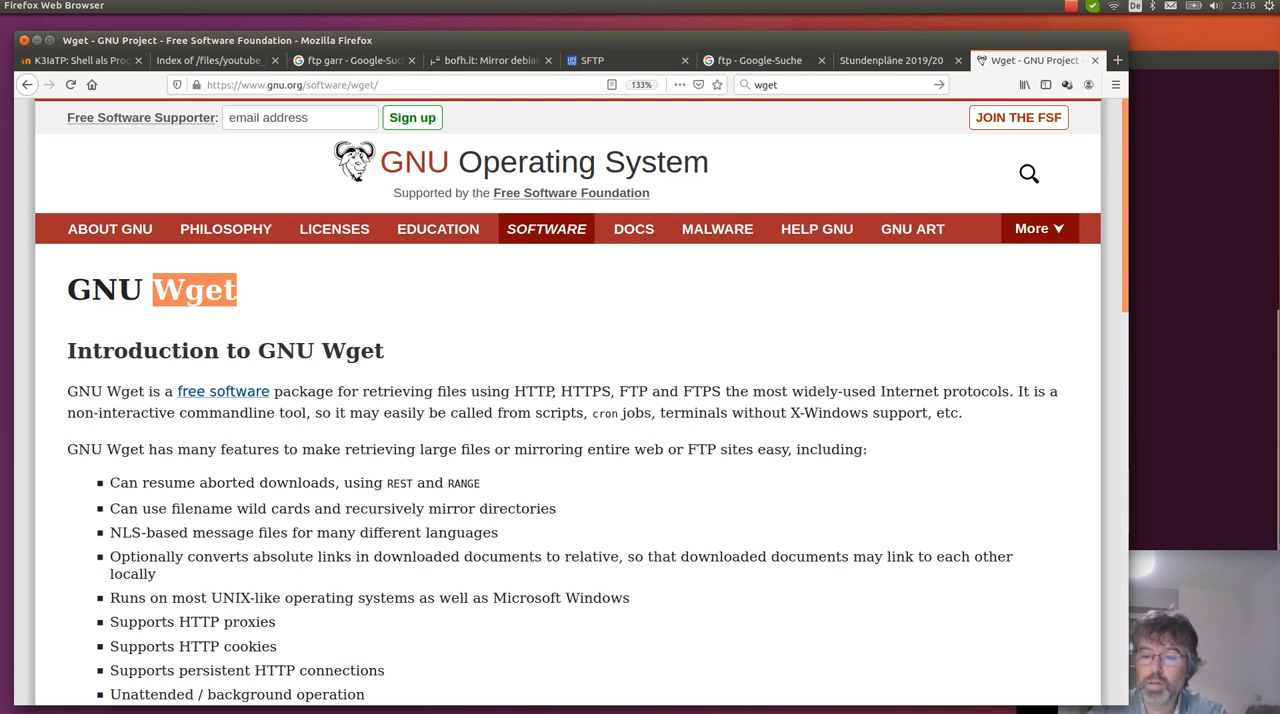 Firefox Web Browser
De
23:18
Wget - GNU Project - Free Software Foundation - Mozilla Firefox
K3IaTP: Shell als Pro
Index of /files/youtube_
ftp garr - Google-Suc
bofh.it: Mirror debian
SFTP
ftp - Google-Suche
Stundenpläne 2019/20
Wget - GNU Project -
https://www.gnu.org/software/wget/
133%
wget
Free Software Supporter:
email address
Sign up
JOIN THE FSF
GNU Operating System
Supported by the Free Software Foundation
ABOUT GNU
PHILOSOPHY
LICENSES
EDUCATION
SOFTWARE
DOCS
MALWARE
HELP GNU
GNU ART
More
GNU Wget
Introduction to GNU Wget
GNU Wget is a free software package for retrieving files using HTTP, HTTPS, FTP and FTPS the most widely-used Internet protocols. It is a
non-interactive commandline tool, so it may easily be called from scripts, cron jobs, terminals without X-Windows support, etc.
GNU Wget has many features to make retrieving large files or mirroring entire web or FTP sites easy, including:
Can resume aborted downloads, using REST and RANGE
Can use filename wild cards and recursively mirror directories
NLS-based message files for many different languages
Optionally converts absolute links in downloaded documents to relative, so that downloaded documents may link to each other
locally
Runs on most UNIX-like operating systems as well as Microsoft Windows
Supports HTTP proxies
Supports HTTP cookies
Supports persistent HTTP connections
Unattended / background operation